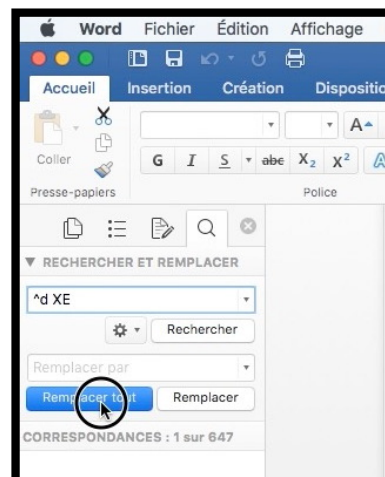 Word Fichier Édition Affichage
Accueil Insertion Création Dispositio
A
Coller
G I S abc X₂ X² A
Presse-papiers Police
RECHERCHER ET REMPLACER
^d XE
Rechercher
Remplacer par
Remplacer tout Remplacer
CORRESPONDANCES : 1 sur 647